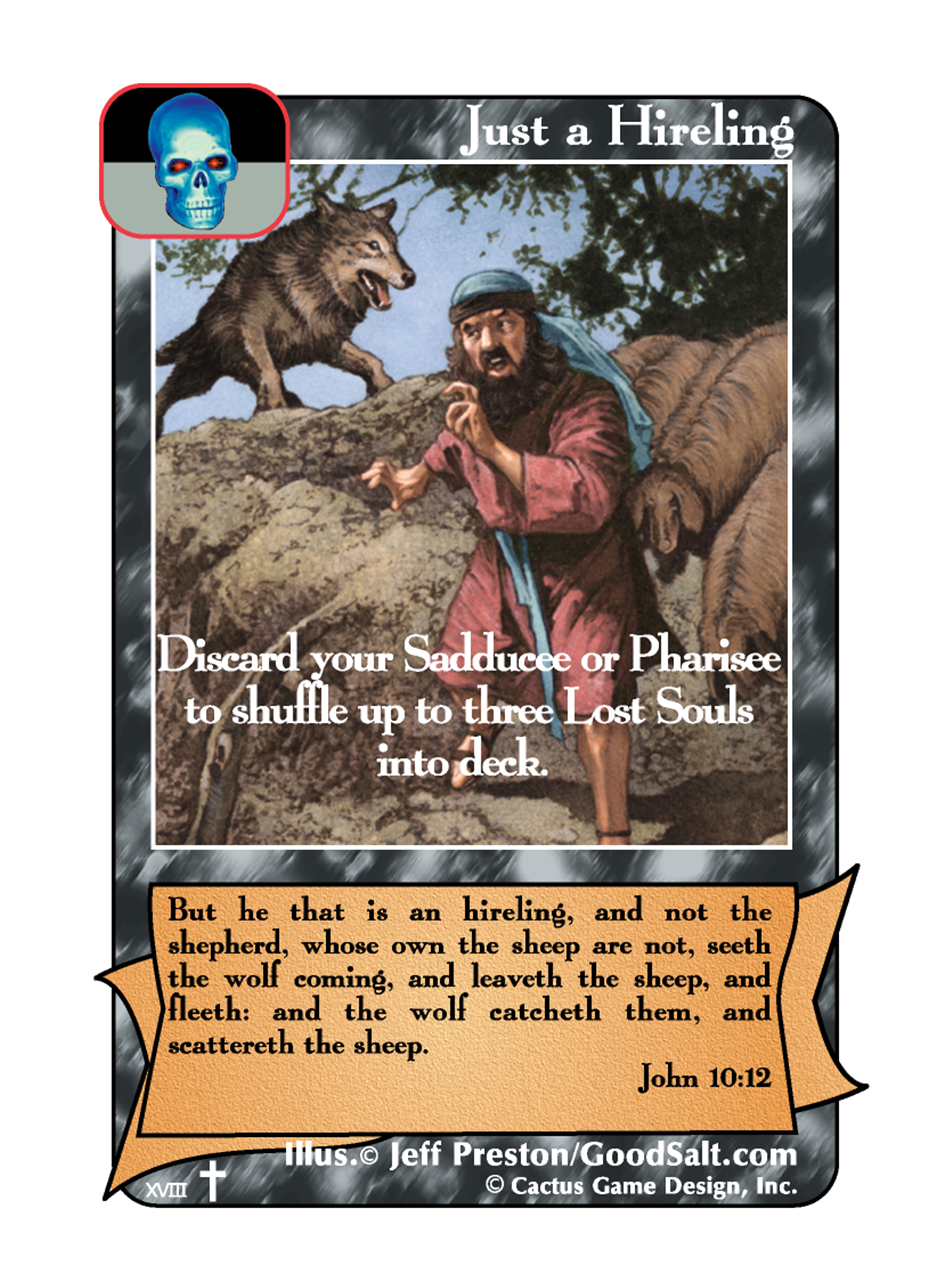 Just a Hireling
Discard your Sadducee or Pharisee
to shuffle up to three Lost Souls
into deck.
But he that is an hireling, and not the
shepherd, whose own the sheep are not, seeth
the wolf coming, and leaveth the sheep, and
fleeth: and the wolf catcheth them, and
scattereth the sheep.
John 10:12
Illus.© Jeff Preston/GoodSalt.com
XVIII
© Cactus Game Design, Inc.